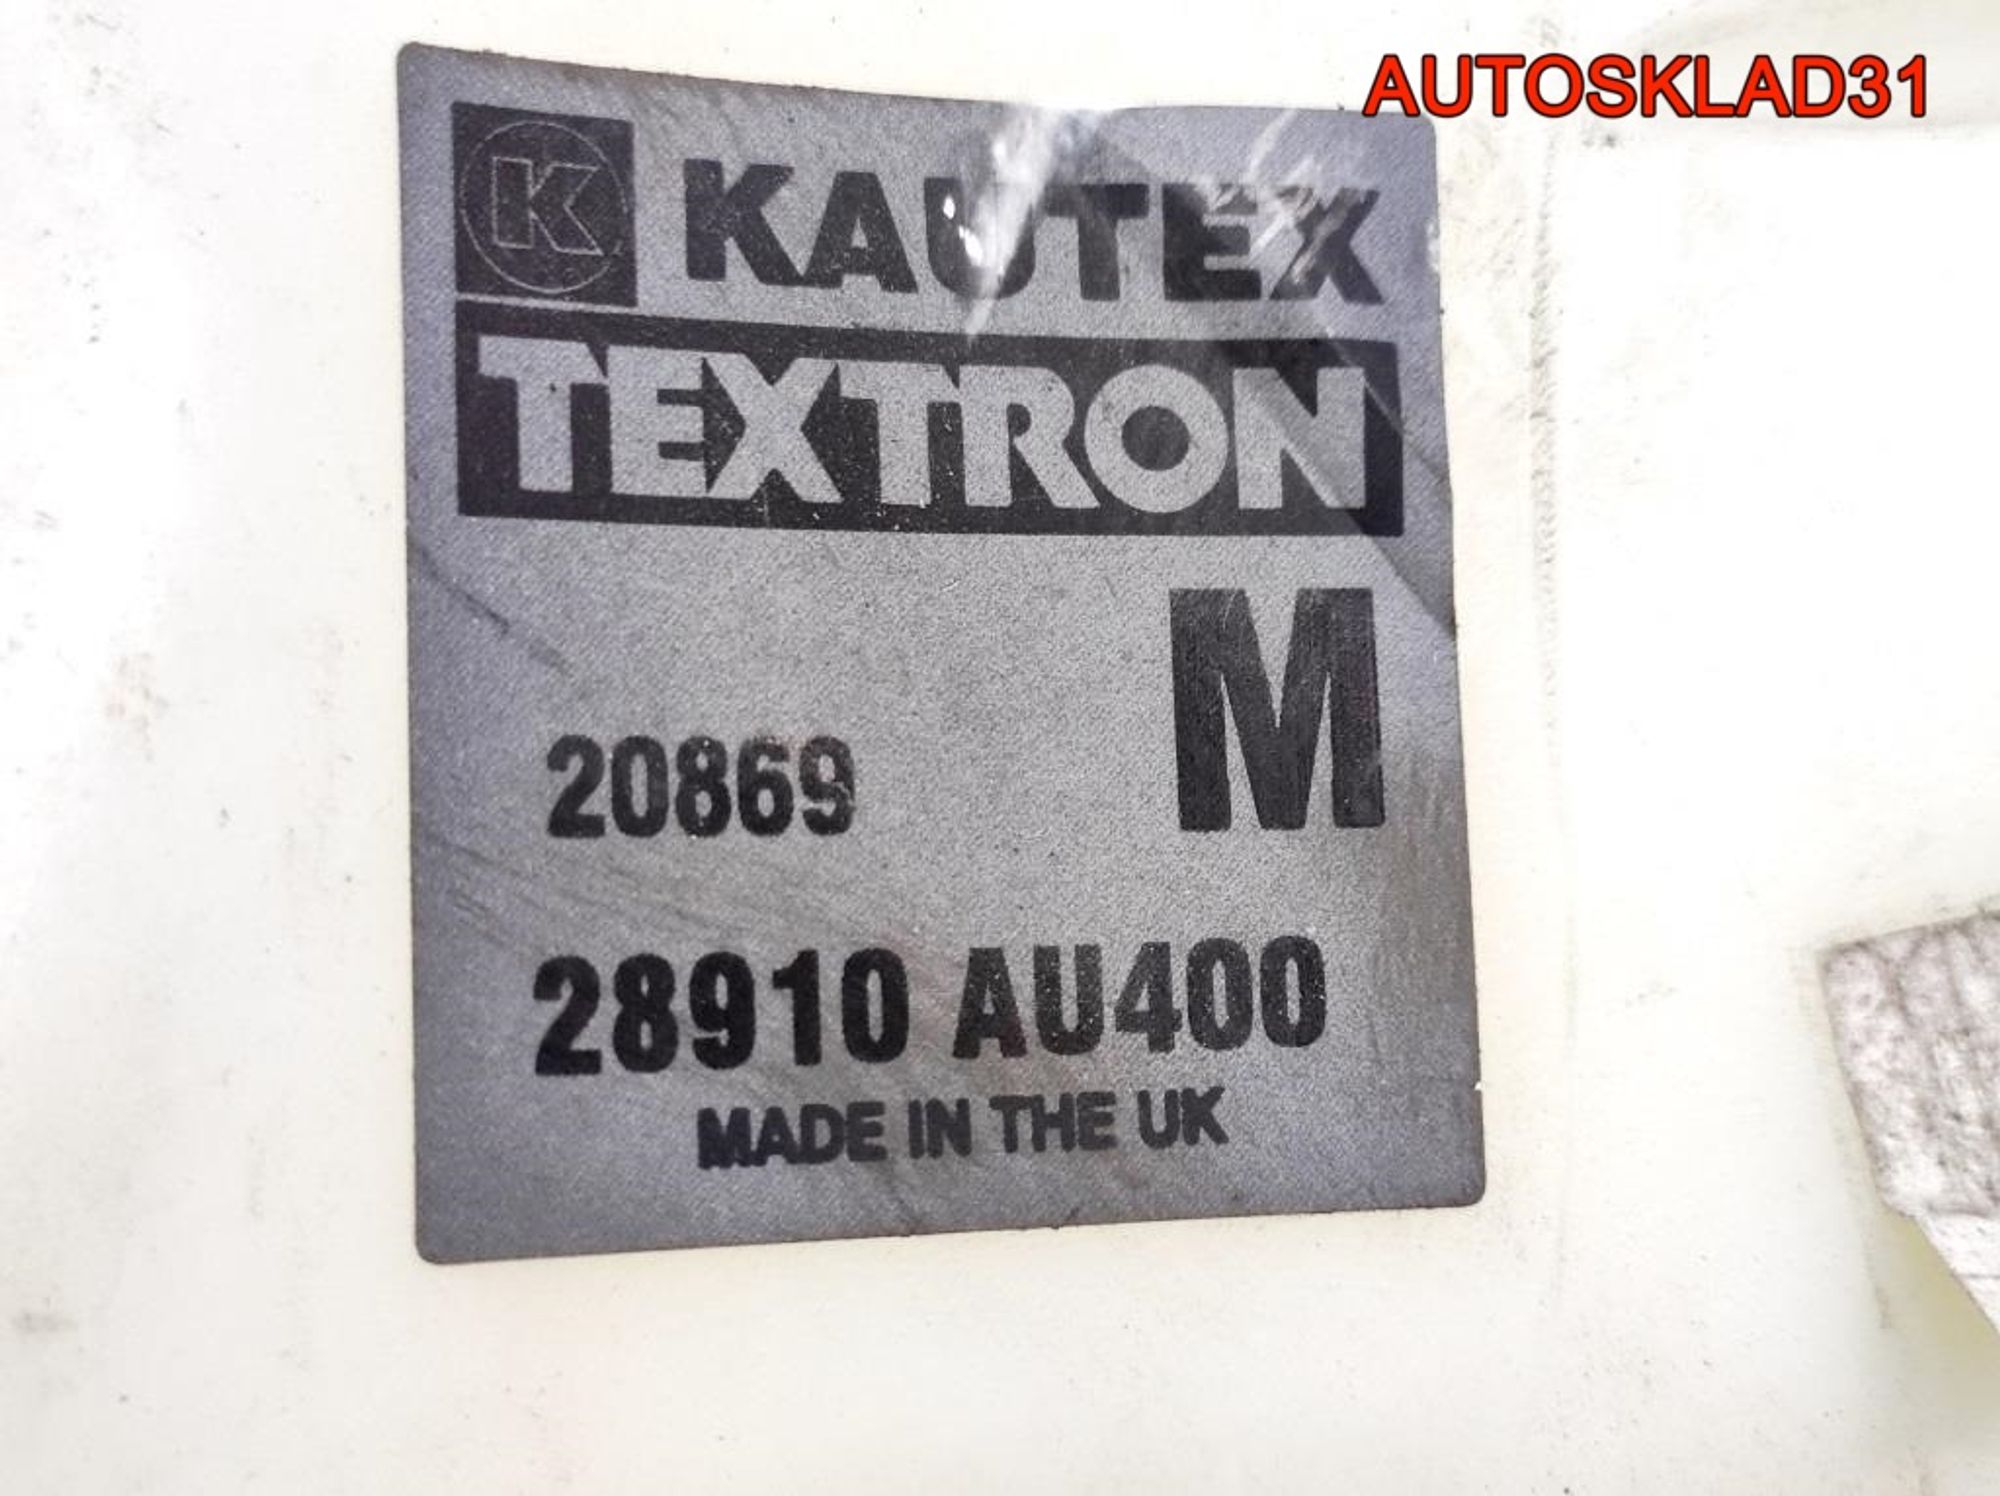 AUTOSKLAD31
K KAUTEX
TEXTRON
M
20869
28910 AU400
MADE IN THE UK